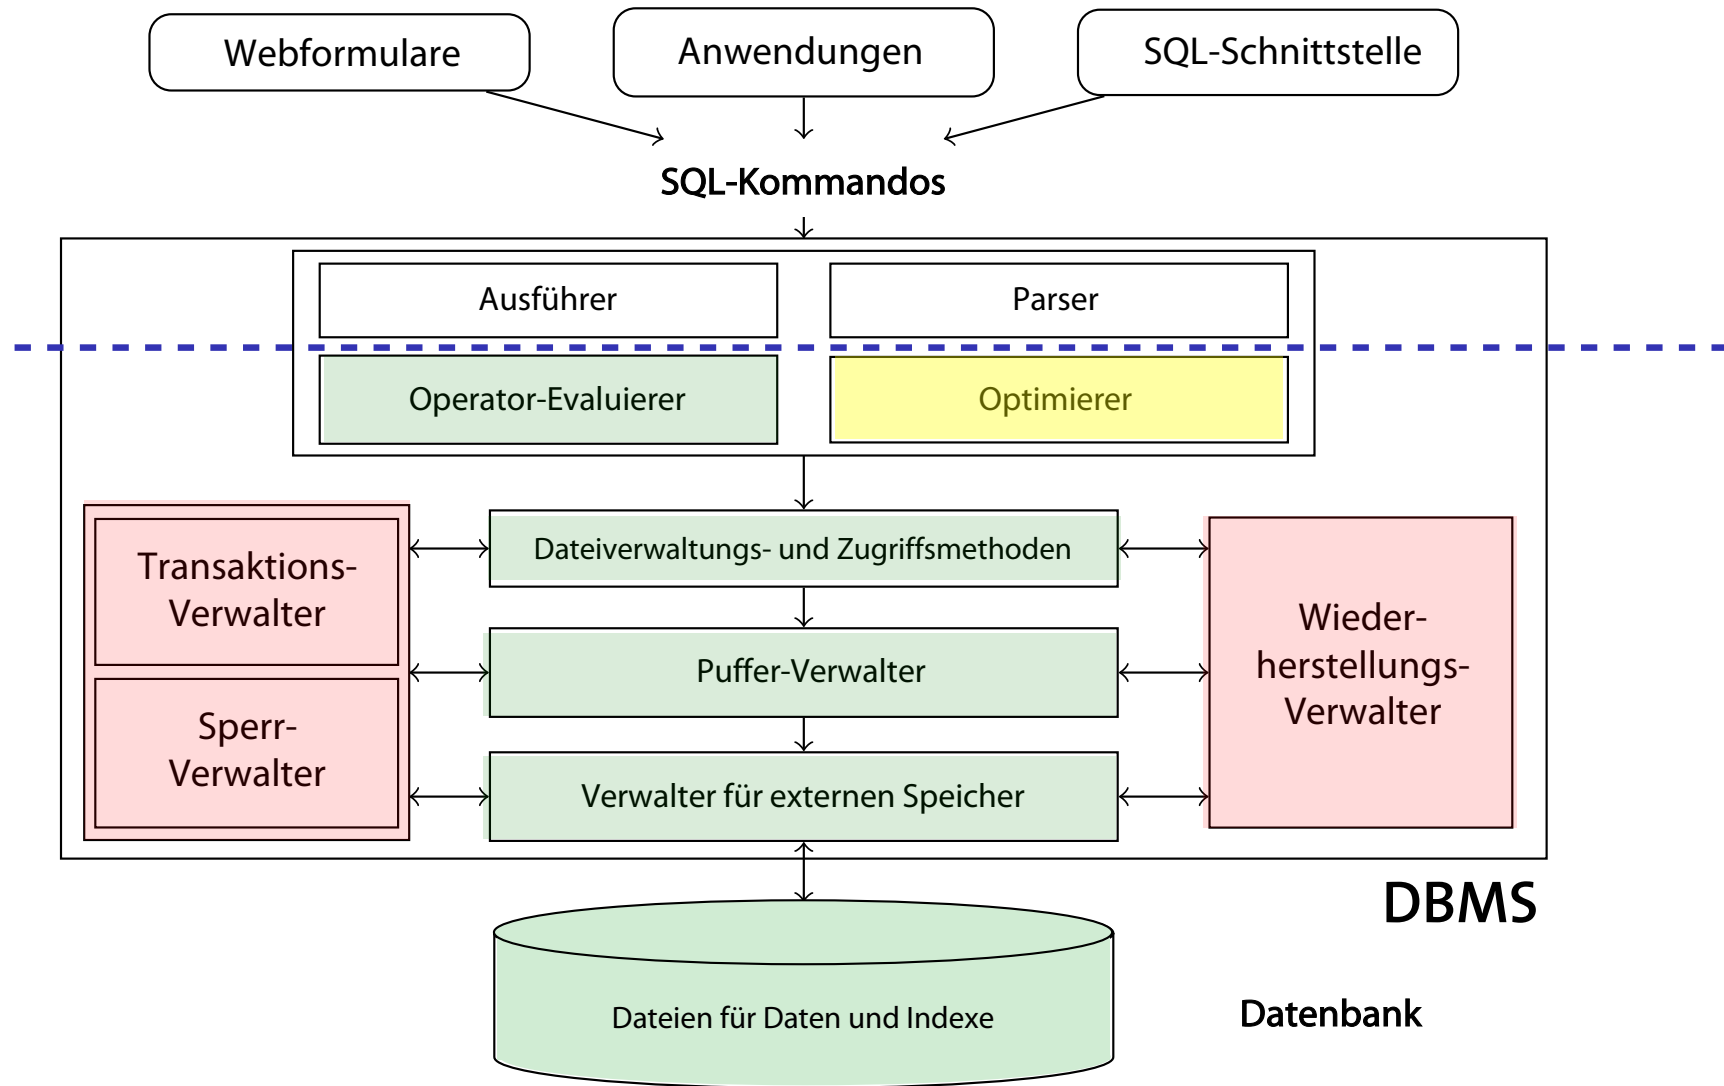 Webformulare
Anwendungen
SQL-Schnittstelle
SQL-Kommandos
Ausführer
Parser
Operator-Evaluierer
Optimierer
Transaktions-
Verwalter
Sperr-
Verwalter
Dateiverwaltungs- und Zugriffsmethoden
Puffer-Verwalter
Verwalter für externen Speicher
Wieder-
herstellungs-
Verwalter
DBMS
Dateien für Daten und Indexe
Datenbank